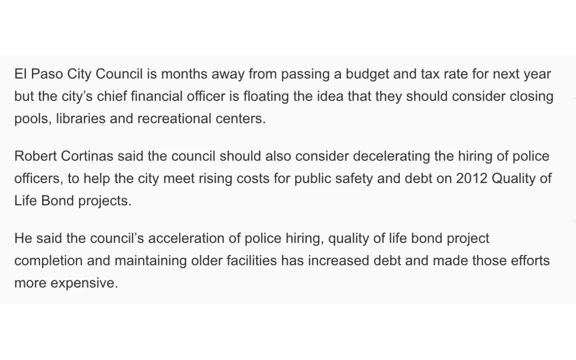 El Paso City Council is months away from passing a budget and tax rate for next year
but the city's chief financial officer is floating the idea that they should consider closing
pools, libraries and recreational centers.
Robert Cortinas said the council should also consider decelerating the hiring of police
officers, to help the city meet rising costs for public safety and debt on 2012 Quality of
Life Bond projects.
He said the council's acceleration of police hiring, quality of life bond project
completion and maintaining older facilities has increased debt and made those efforts
more expensive.